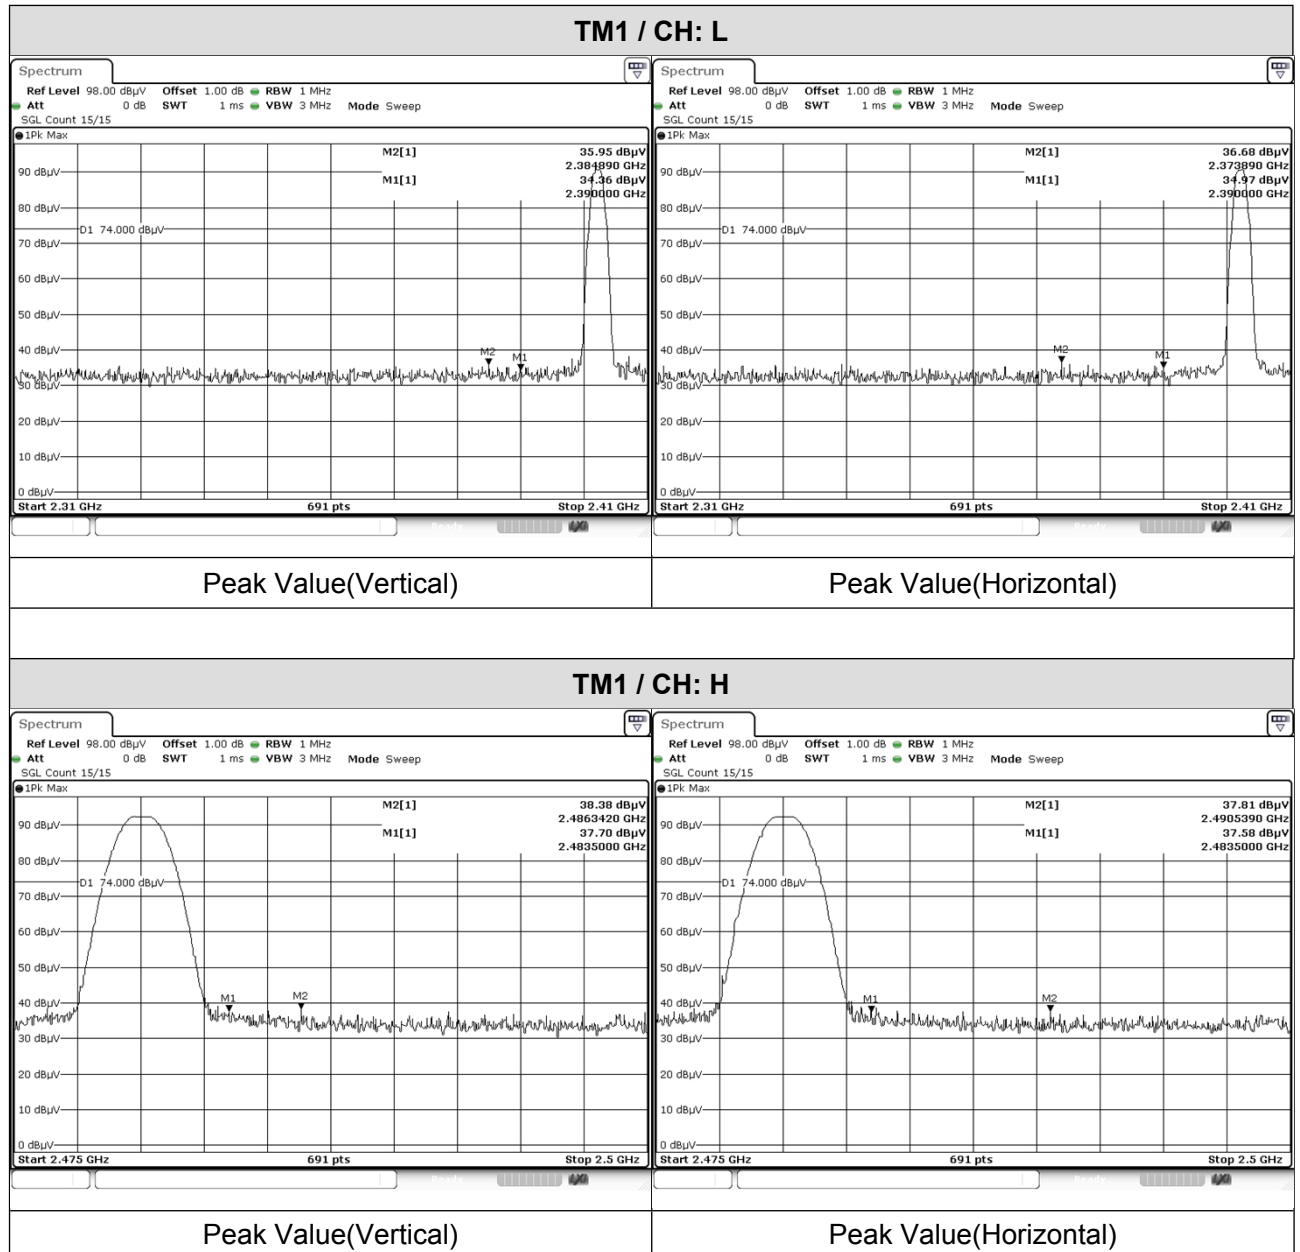 TM1 / CH: L
Spectrum
Ref Level 98.00 dBµV Offset 1.00 dB RBW 1 MHz
Att 0 dB SWT 1 ms VBW 3 MHz Mode Sweep
SGL Count 15/15
1Pk Max
M2[1] 35.95 dBµV
2.384890 GHz
M1[1] 34.36 dBµV
2.390000 GHz
90 dBµV
80 dBµV
D1 74.000 dBµV
70 dBµV
60 dBµV
50 dBµV
40 dBµV
M2
M1
30 dBµV
20 dBµV
10 dBµV
0 dBµV
Start 2.31 GHz 691 pts Stop 2.41 GHz
Ready
Peak Value(Vertical)
Spectrum
Ref Level 98.00 dBµV Offset 1.00 dB RBW 1 MHz
Att 0 dB SWT 1 ms VBW 3 MHz Mode Sweep
SGL Count 15/15
1Pk Max
M2[1] 36.68 dBµV
2.373890 GHz
M1[1] 34.97 dBµV
2.390000 GHz
90 dBµV
80 dBµV
D1 74.000 dBµV
70 dBµV
60 dBµV
50 dBµV
40 dBµV
M2
M1
30 dBµV
20 dBµV
10 dBµV
0 dBµV
Start 2.31 GHz 691 pts Stop 2.41 GHz
Ready
Peak Value(Horizontal)
TM1 / CH: H
Spectrum
Ref Level 98.00 dBµV Offset 1.00 dB RBW 1 MHz
Att 0 dB SWT 1 ms VBW 3 MHz Mode Sweep
SGL Count 15/15
1Pk Max
M2[1] 38.38 dBµV
2.4863420 GHz
M1[1] 37.70 dBµV
2.4835000 GHz
90 dBµV
80 dBµV
D1 74.000 dBµV
70 dBµV
60 dBµV
50 dBµV
40 dBµV
M1
M2
30 dBµV
20 dBµV
10 dBµV
0 dBµV
Start 2.475 GHz 691 pts Stop 2.5 GHz
Ready
Peak Value(Vertical)
Spectrum
Ref Level 98.00 dBµV Offset 1.00 dB RBW 1 MHz
Att 0 dB SWT 1 ms VBW 3 MHz Mode Sweep
SGL Count 15/15
1Pk Max
M2[1] 37.81 dBµV
2.4905390 GHz
M1[1] 37.58 dBµV
2.4835000 GHz
90 dBµV
80 dBµV
D1 74.000 dBµV
70 dBµV
60 dBµV
50 dBµV
40 dBµV
M1
M2
30 dBµV
20 dBµV
10 dBµV
0 dBµV
Start 2.475 GHz 691 pts Stop 2.5 GHz
Ready
Peak Value(Horizontal)